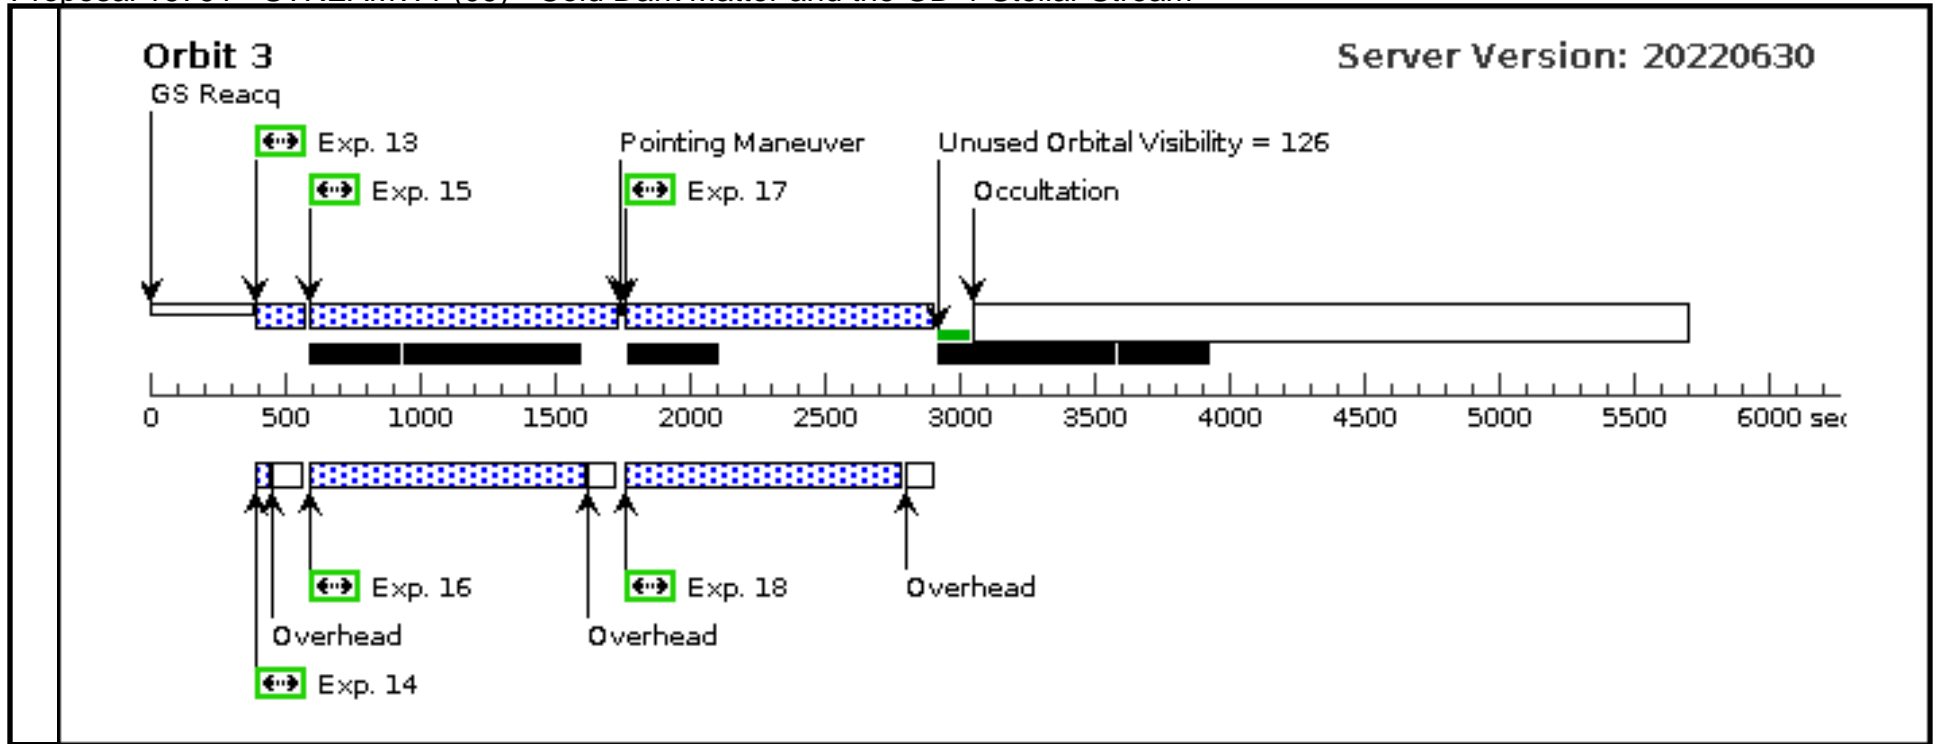 Orbit 3
Server Version: 20220630
GS Reacq
Exp. 13
Pointing Maneuver
Unused Orbital Visibility = 126
Exp. 15
Exp. 17
Occultation
0 500 1000 1500 2000 2500 3000 3500 4000 4500 5000 5500 6000 sec
Exp. 16
Exp. 18
Overhead
Overhead
Overhead
Exp. 14